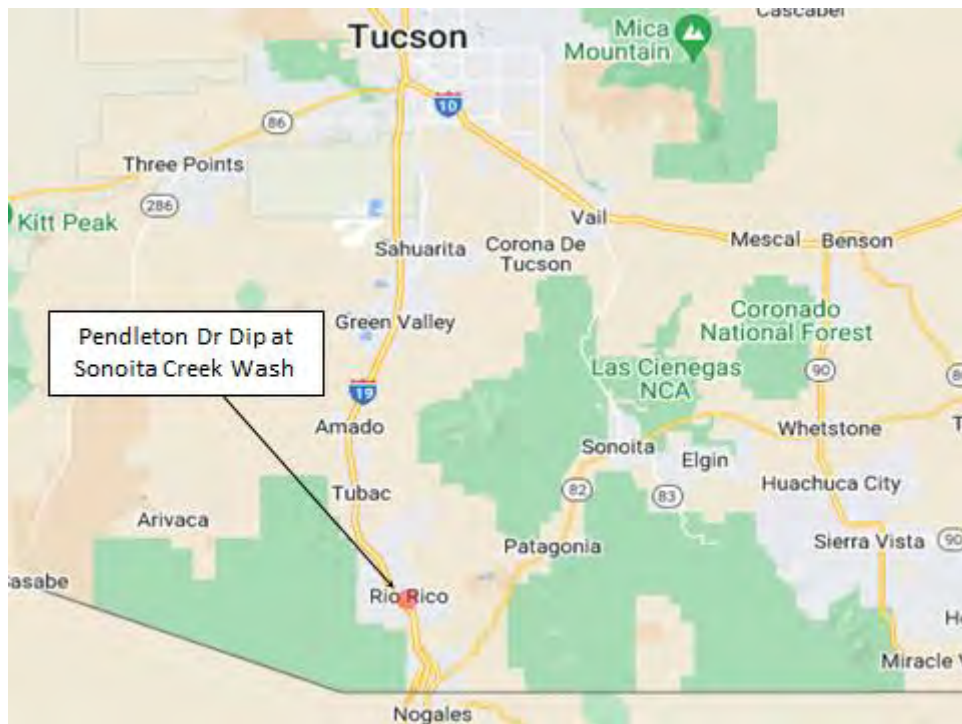 Cascabel
Mica
Mountain
Tucson
10
86
Three Points
286
Kitt Peak
Vail
Sahuarita
Corona De
Tucson
Mescal
Benson
Green Valley
Coronado
National Forest
Pendleton Dr Dip at
Sonoita Creek Wash
Las Cienegas
NCA
90
19
Amado
Whetstone
Sonoita
Elgin
Tubac
82
83
Huachuca City
Arivaca
Patagonia
Sierra Vista
90
Sasabe
Rio Rico
Miracle
Nogales